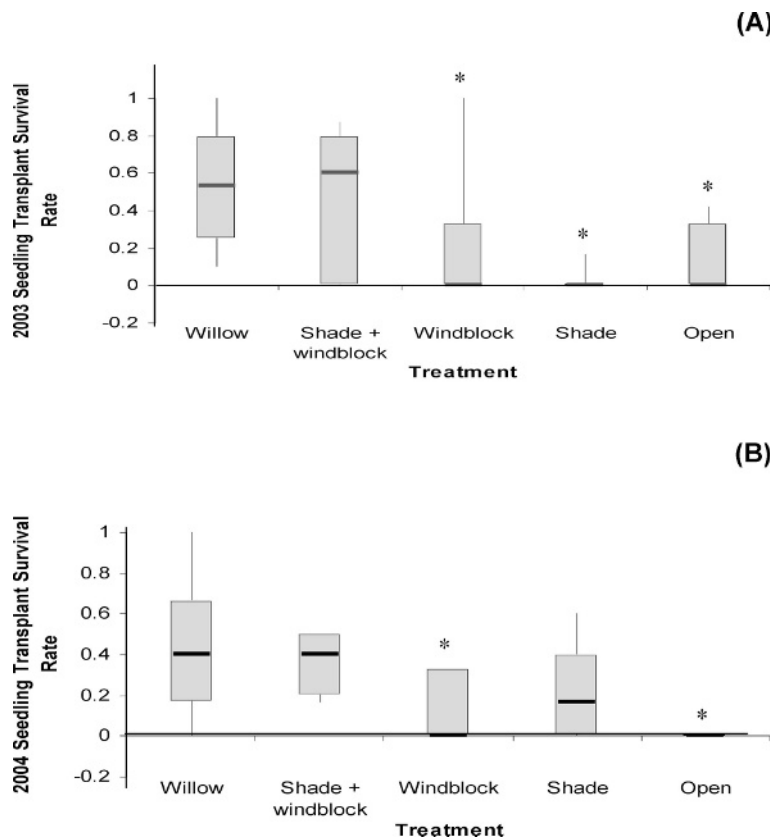 (A)
2003 Seedling Transplant Survival
Rate
1
0.8
0.6
0.4
0.2
0
-0.2
*
*
*
Willow
Shade +
windblock
Windblock
Shade
Open
Treatment
(B)
2004 Seedling Transplant Survival
Rate
1
0.8
0.6
0.4
0.2
0
-0.2
*
*
Willow
Shade +
windblock
Windblock
Shade
Open
Treatment